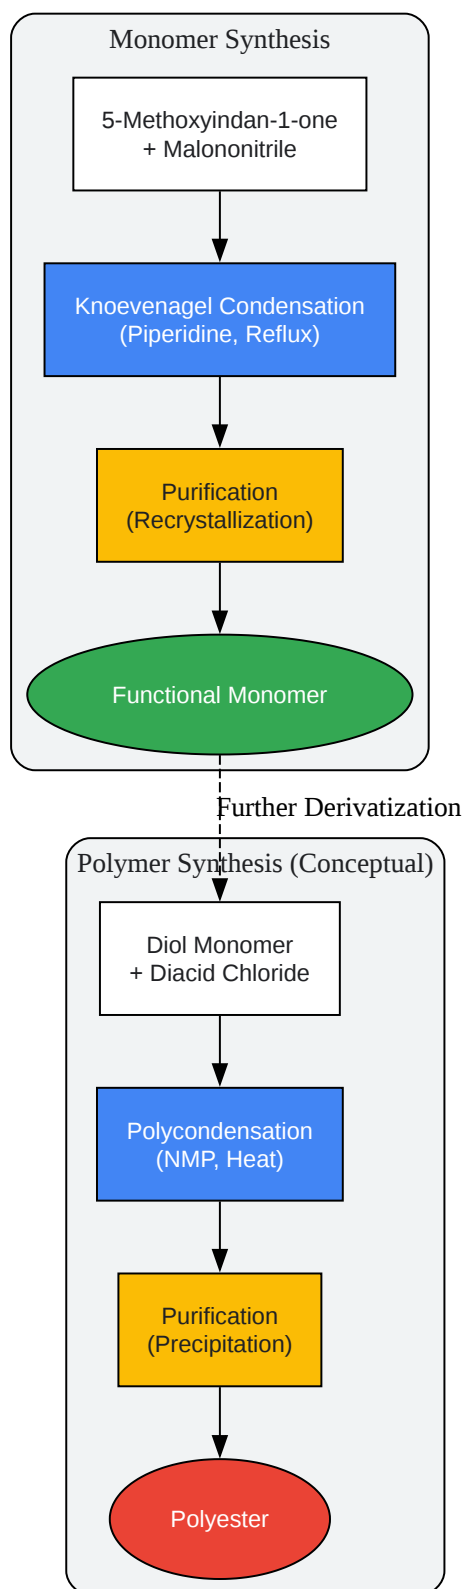 Monomer Synthesis
5-Methoxyindan-1-one
+ Malononitrile
Knoevenagel Condensation
(Piperidine, Reflux)
Purification
(Recrystallization)
Functional Monomer
Further Derivatization
Polymer Synthesis (Conceptual)
Diol Monomer
+ Diacid Chloride
Polycondensation
(NMP, Heat)
Purification
(Precipitation)
Polyester